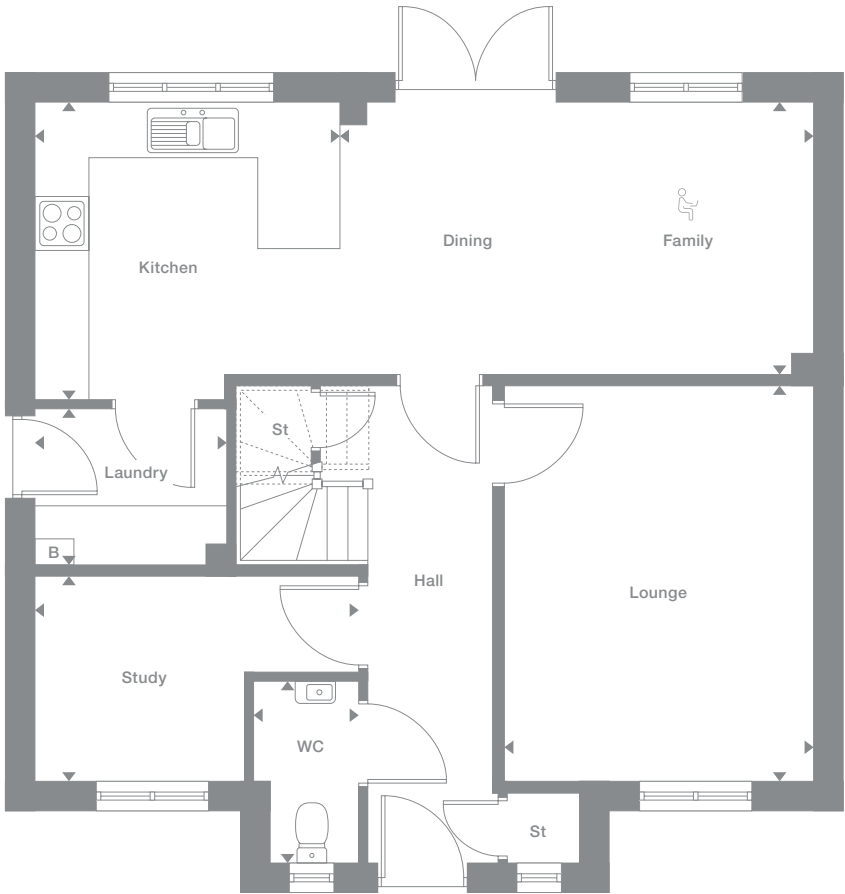 Dining
Family
Kitchen
St
Laundry
B
Hall
Lounge
Study
WC
St